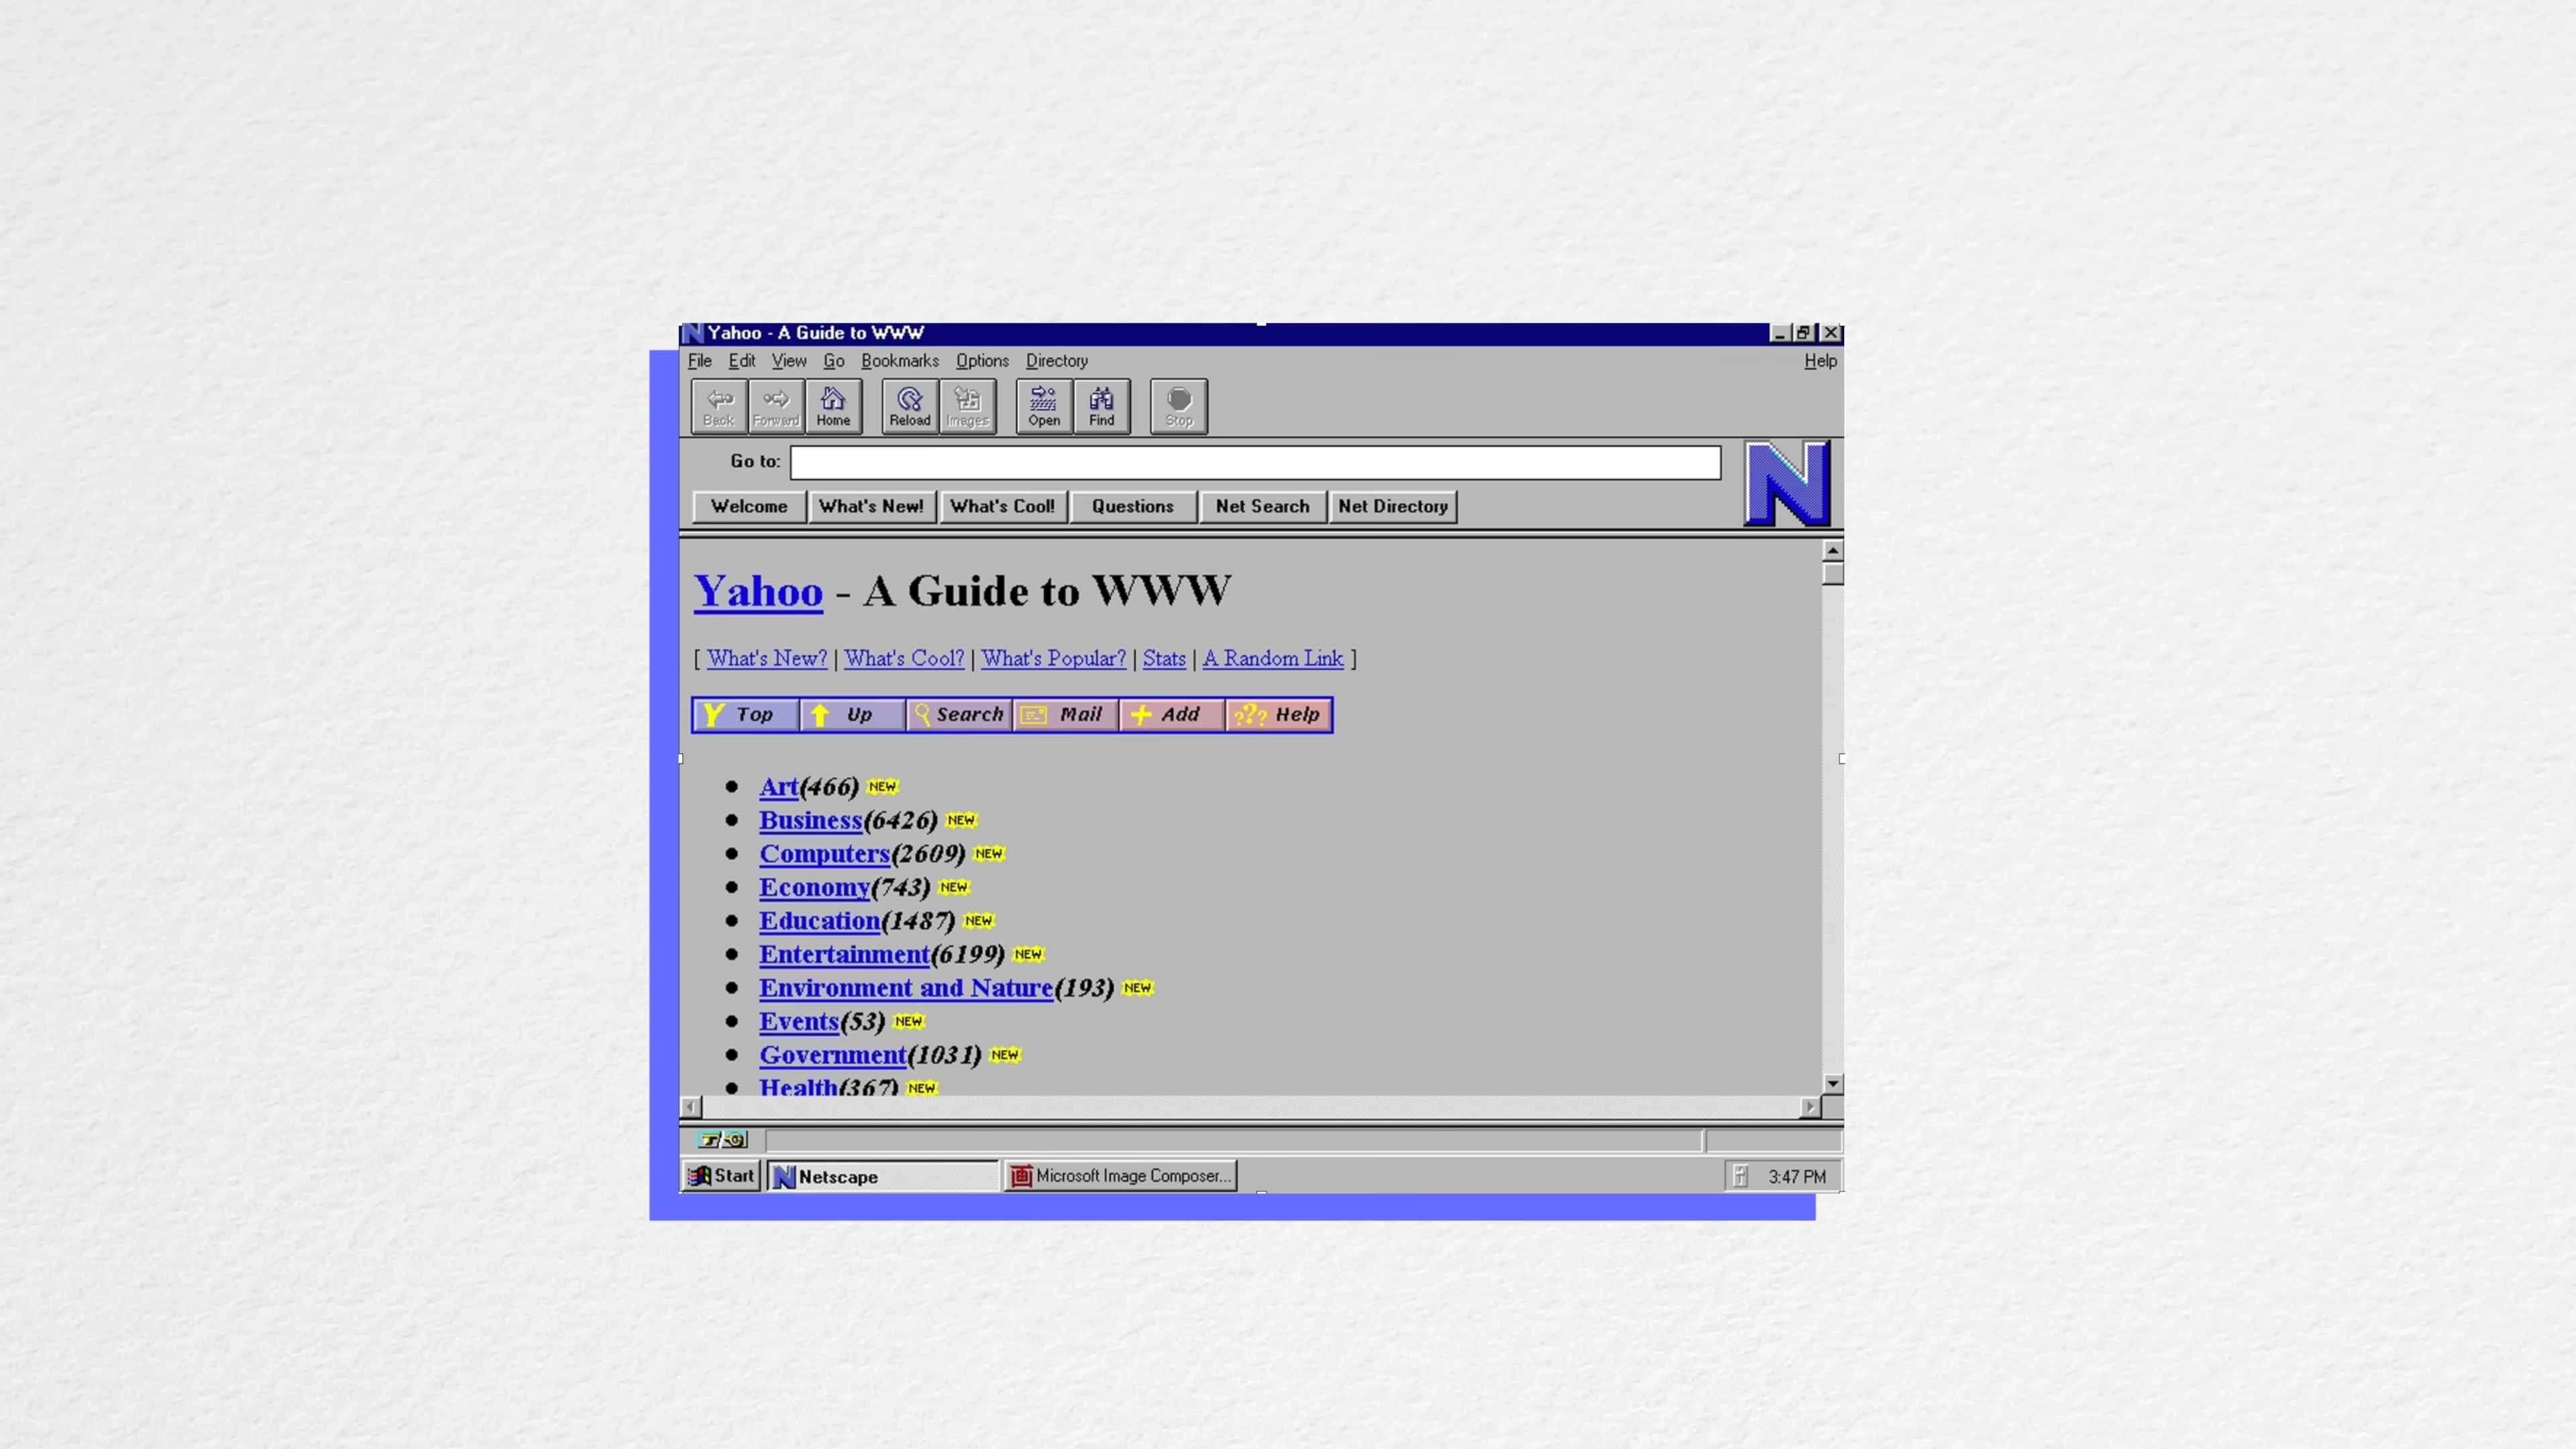 Yahoo - A Guide to WWW
File Edit View Go Bookmarks Options Directory Help
Back Forward Home Reload Images Open Find Stop
Go to:
N
Welcome What's New! What's Cool! Questions Net Search Net Directory
Yahoo - A Guide to WWW
[ What's New? | What's Cool? | What's Popular? | Stats | A Random Link ]
Y Top Up Search Mail Add ??? Help
Art(466) NEW
Business(6426) NEW
Computers(2609) NEW
Economy(743) NEW
Education(1487) NEW
Entertainment(6199) NEW
Environment and Nature(193) NEW
Events(53) NEW
Government(1031) NEW
Health(367) NEW
Start Netscape 画 Microsoft Image Composer... 3:47 PM